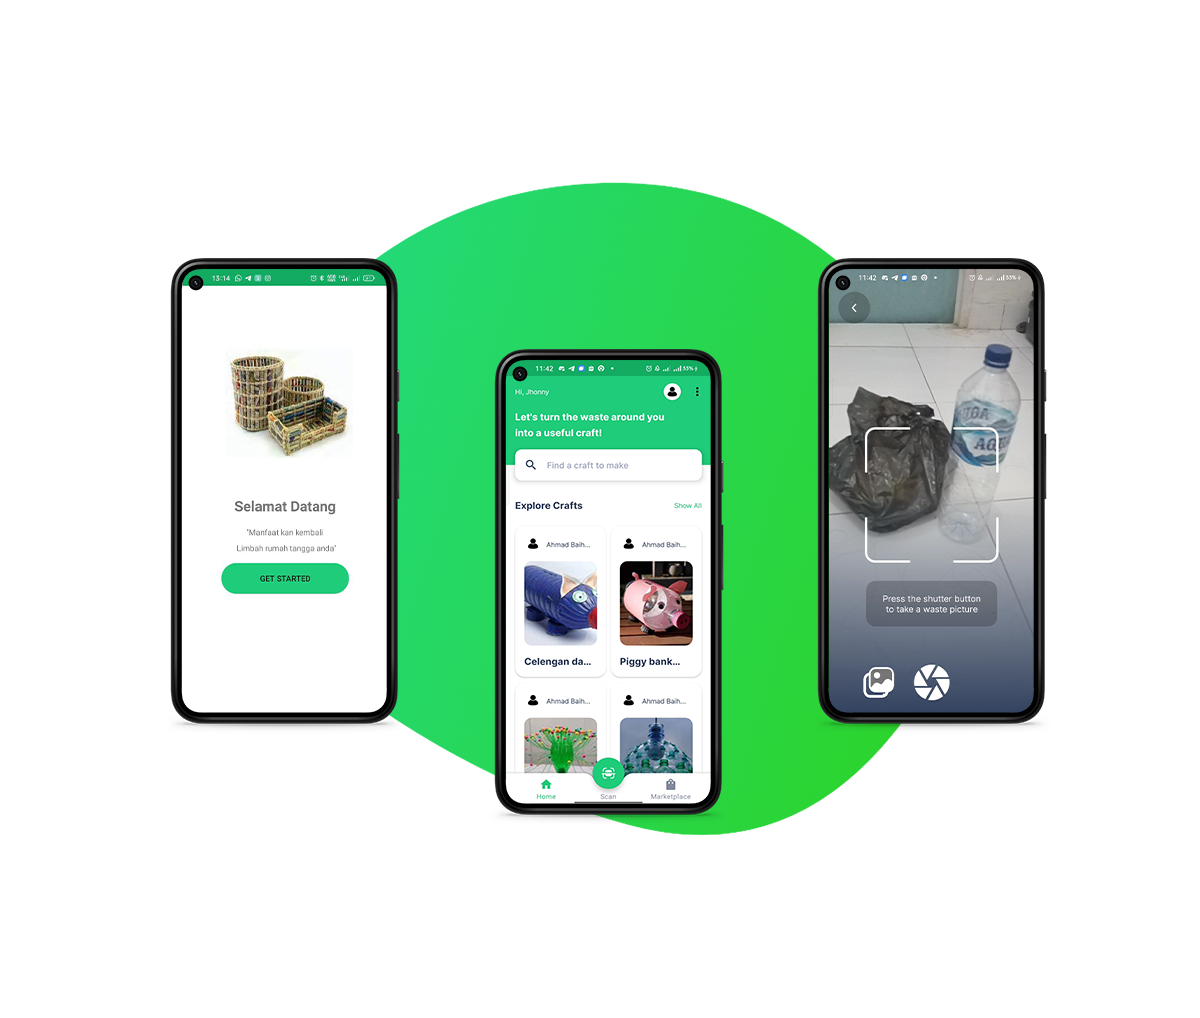 13:14
Selamat Datang
"Manfaat kan kembali
Limbah rumah tangga anda"
GET STARTED
11:42
53%
Hi, Jhonny
Let's turn the waste around you
into a useful craft!
Find a craft to make
Explore Crafts
Show All
Ahmad Baih...
Ahmad Baih...
Celengan da...
Piggy bank...
Ahmad Baih...
Ahmad Baih...
Home
Scan
Marketplace
11:42
53%
AQ
Press the shutter button
to take a waste picture